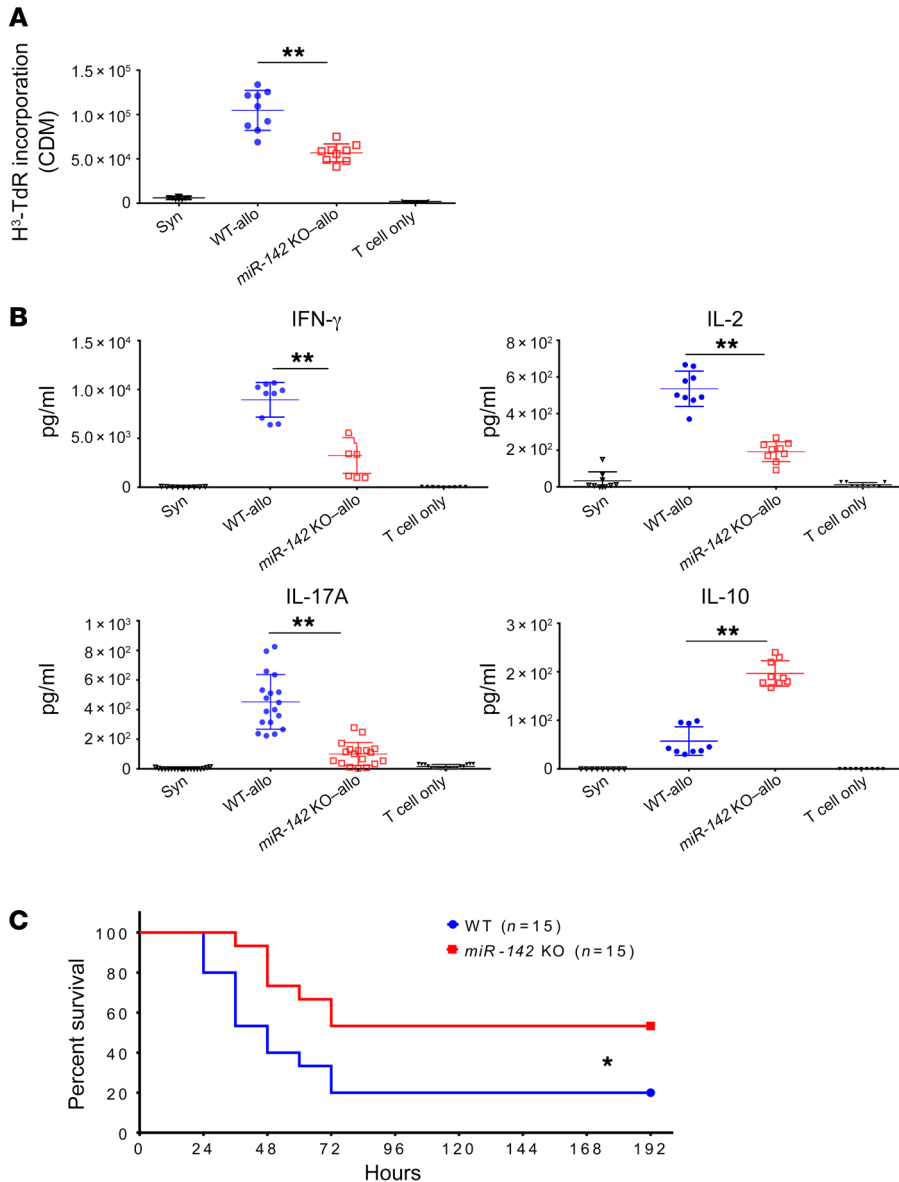 A
**
H³-TdR incorporation
(CDM)
1.5 × 10⁵
1.0 × 10⁵
5.0 × 10⁴
0
Syn
WT-allo
miR-142 KO–allo
T cell only
B
IFN-γ
**
pg/ml
1.5 × 10⁴
1.0 × 10⁴
5.0 × 10³
0
Syn
WT-allo
miR-142 KO–allo
T cell only
IL-2
**
pg/ml
8 × 10²
6 × 10²
4 × 10²
2 × 10²
0
Syn
WT-allo
miR-142 KO–allo
T cell only
IL-17A
**
pg/ml
1 × 10³
8 × 10²
6 × 10²
4 × 10²
2 × 10²
0
Syn
WT-allo
miR-142 KO–allo
T cell only
IL-10
**
pg/ml
3 × 10²
2 × 10²
1 × 10²
0
Syn
WT-allo
miR-142 KO–allo
T cell only
C
WT (n=15)
miR-142 KO (n=15)
Percent survival
100
80
60
40
20
0
*
0 24 48 72 96 120 144 168 192
Hours